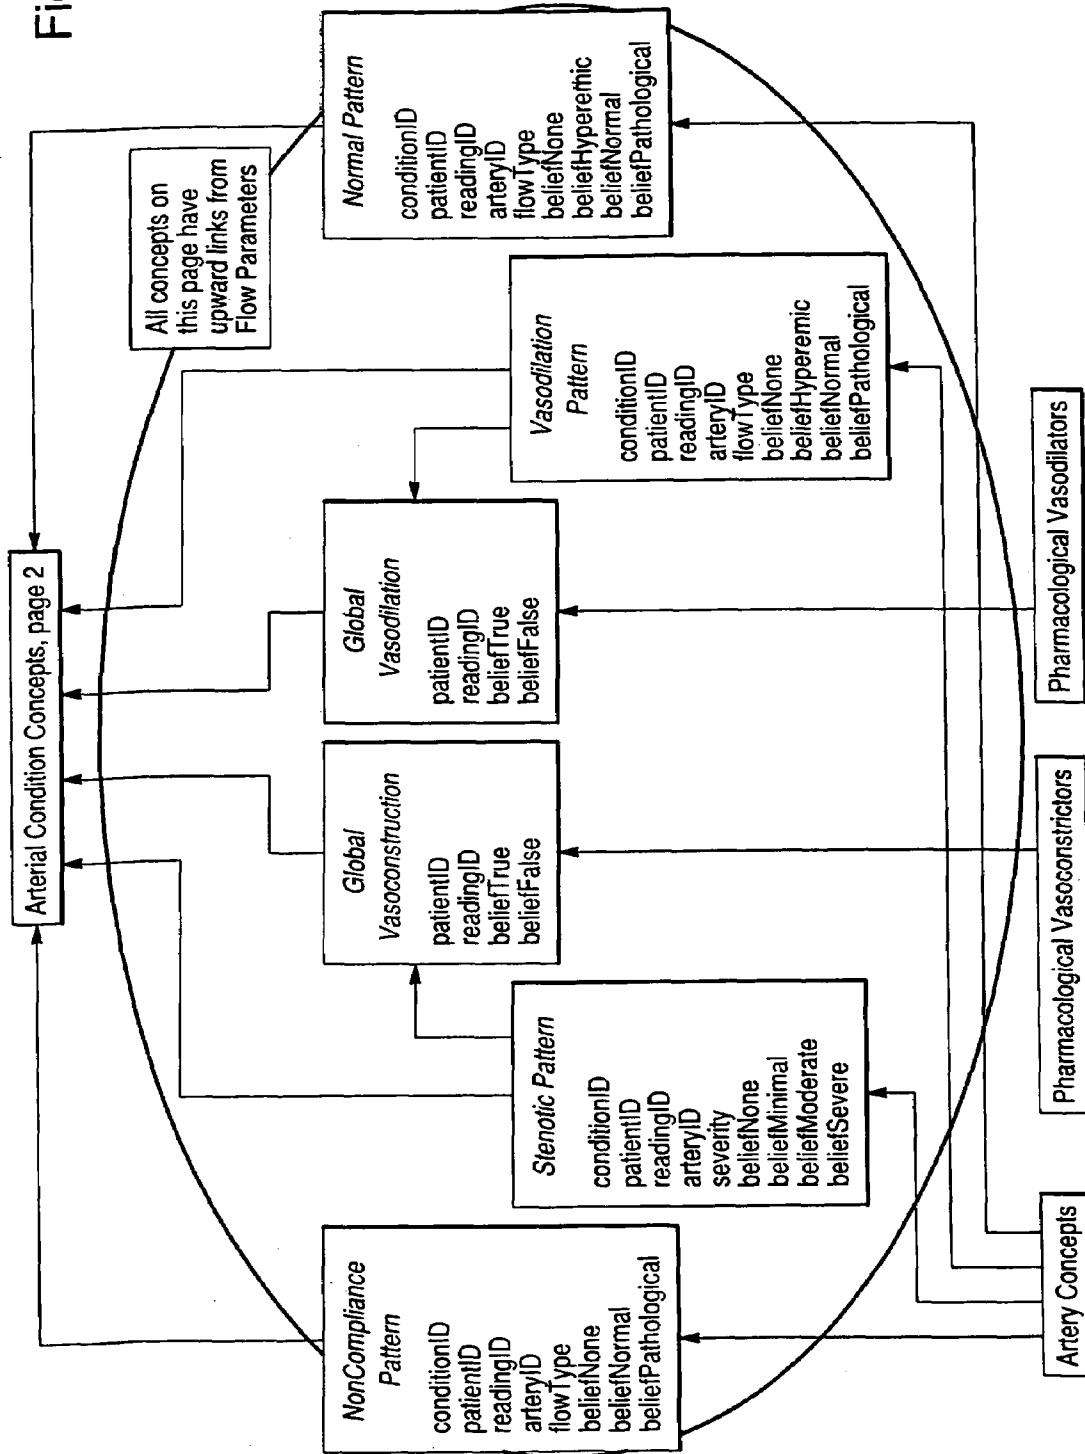 Fi
Arterial Condition Concepts, page 2
All concepts on
this page have
upward links from
Flow Parameters
NonCompliance
Pattern
conditionID
patientID
readingID
arteryID
flowType
beliefNone
beliefNormal
beliefPathological
Stenotic Pattern
conditionID
patientID
readingID
arteryID
severity
beliefNone
beliefMinimal
beliefModerate
beliefSevere
Global
Vasoconstruction
patientID
readingID
beliefTrue
beliefFalse
Global
Vasodilation
patientID
readingID
beliefTrue
beliefFalse
Vasodilation
Pattern
conditionID
patientID
readingID
arteryID
flowType
beliefNone
beliefHyperemic
beliefNormal
beliefPathological
Normal Pattern
conditionID
patientID
readingID
arteryID
flowType
beliefNone
beliefHyperemic
beliefNormal
beliefPathological
Artery Concepts
Pharmacological Vasoconstrictors
Pharmacological Vasodilators